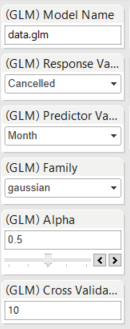 (GLM) Model Name
data.glm
(GLM) Response Va...
Cancelled
(GLM) Predictor Va...
Month
(GLM) Family
gaussian
(GLM) Alpha
0.5
(GLM) Cross Valida...
10